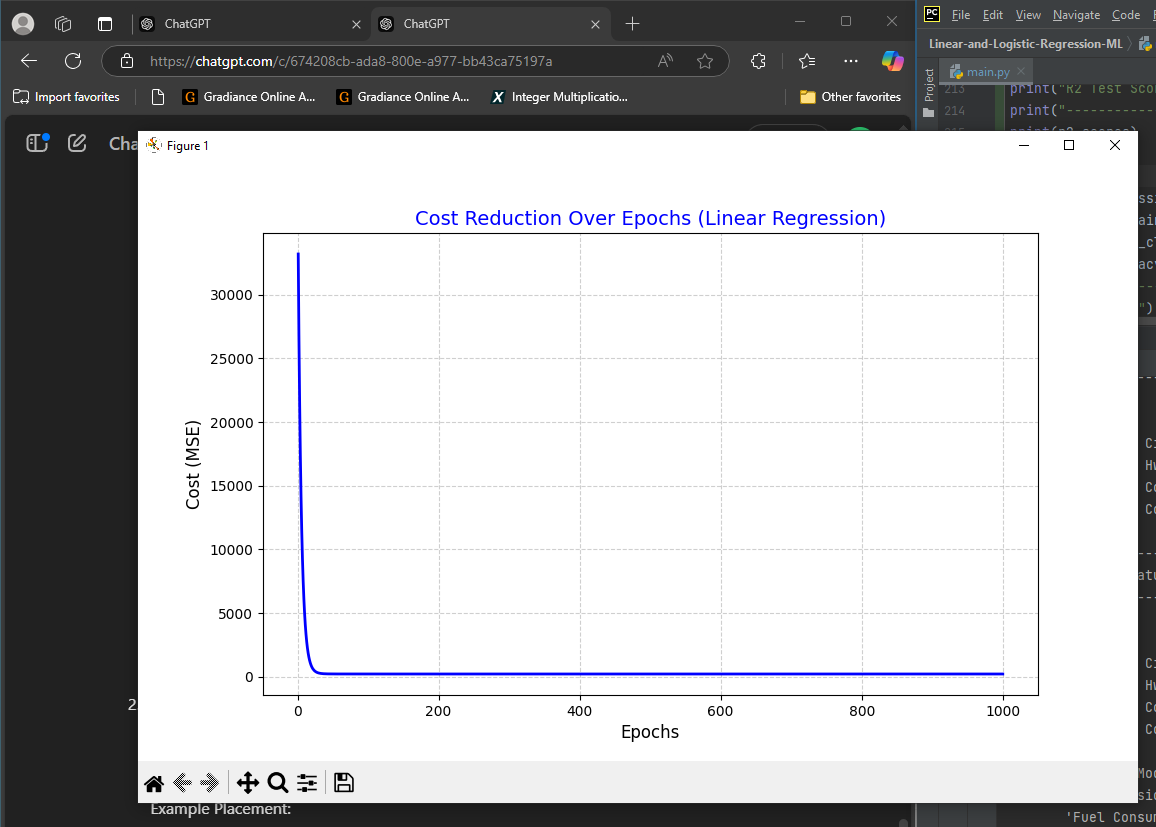 ChatGPT
ChatGPT
https://chatgpt.com/c/674208cb-ada8-800e-a977-bb43ca75197a
Import favorites
G Gradiance Online A...
G Gradiance Online A...
X Integer Multiplicatio...
Other favorites
PC File Edit View Navigate Code
Linear-and-Logistic-Regression-ML
Project
main.py
213 print("R2 Test Sco
214 print("-----------
Cha
Figure 1
Cost Reduction Over Epochs (Linear Regression)
Cost (MSE)
30000
25000
20000
15000
10000
5000
0
0 200 400 600 800 1000
Epochs
2
Example Placement:
'Fuel Consu